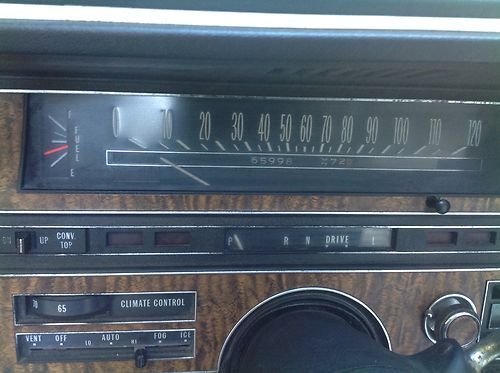 F
FUEL
E
0 10 20 30 40 50 60 70 80 90 100 110 120
65998
UP CONV. TOP
P R N DRIVE L
70
65
CLIMATE CONTROL
VENT OFF LO AUTO HI FOG ICE